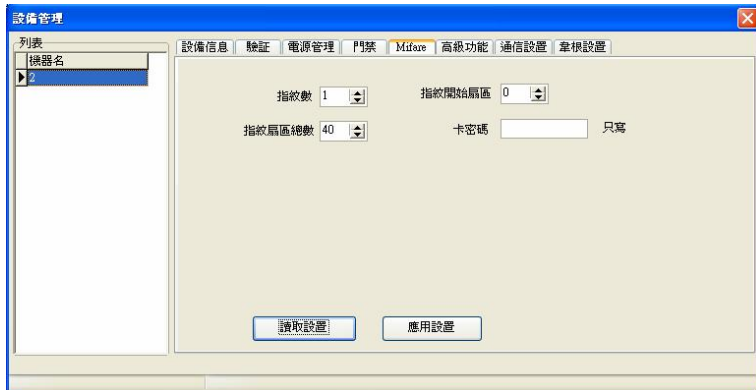 設備管理
列表
機器名
2
設備信息 驗証 電源管理 門禁 Mifare 高級功能 通信設置 韋根設置
指紋數 1 指紋開始扇區 0
指紋扇區總數 40 卡密碼 只寫
讀取設置 應用設置